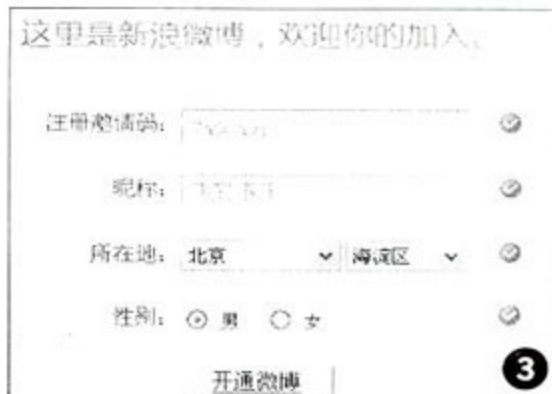 这里是新浪微博，欢迎你的加入。
注册邀请码：
昵称：
所在地： 北京 海淀区
性别： 男 女
开通微博
3